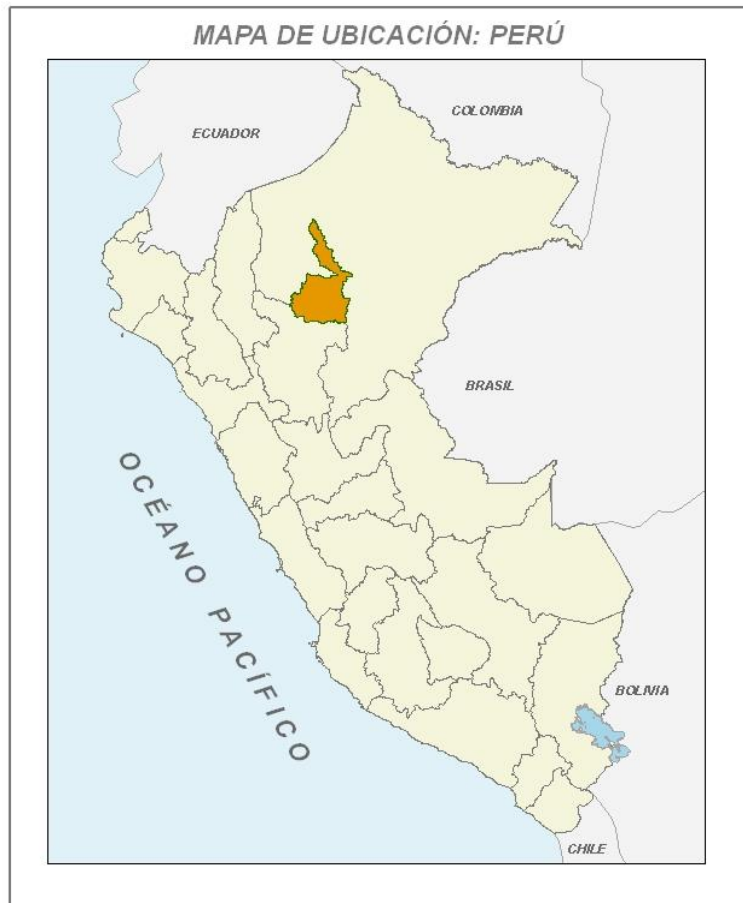 MAPA DE UBICACIÓN: PERÚ
COLOMBIA
ECUADOR
BRASIL
OCÉANO PACÍFICO
BOLIVIA
CHILE